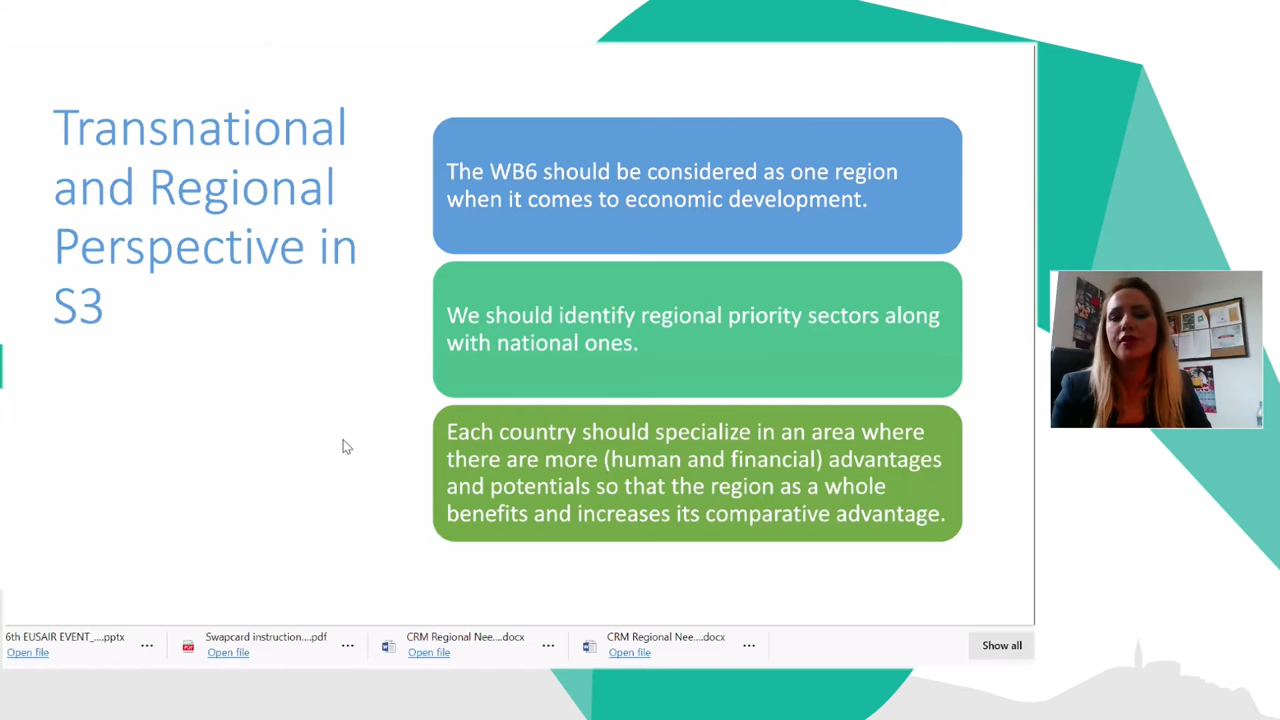 Transnational
and Regional
Perspective in
S3
The WB6 should be considered as one region
when it comes to economic development.
We should identify regional priority sectors along
with national ones.
Each country should specialize in an area where
there are more (human and financial) advantages
and potentials so that the region as a whole
benefits and increases its comparative advantage.
6th EUSAIR EVENT_....pptx
Open file
Swapcard instruction....pdf
Open file
CRM Regional Nee....docx
Open file
CRM Regional Nee....docx
Open file
Show all